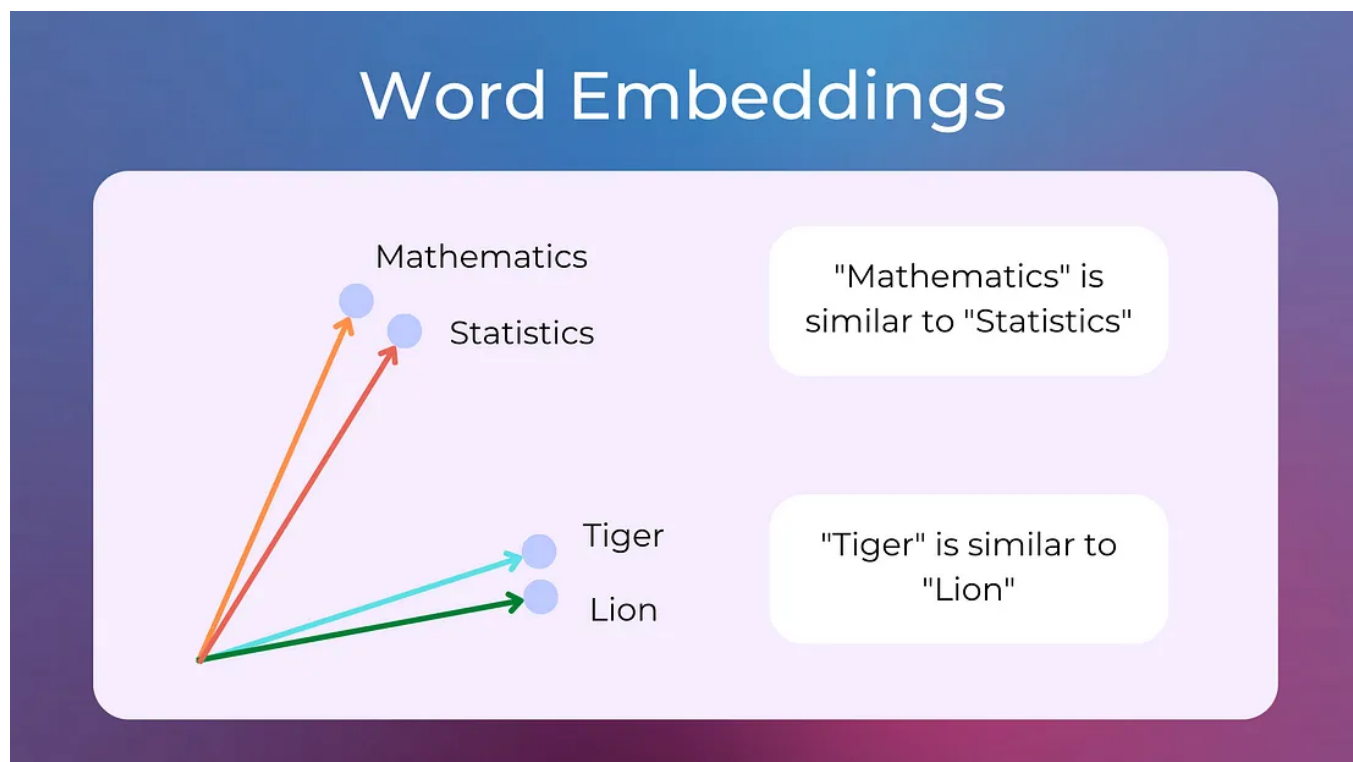 Word Embeddings
Mathematics
Statistics
"Mathematics" is
similar to "Statistics"
Tiger
Lion
"Tiger" is similar to
"Lion"